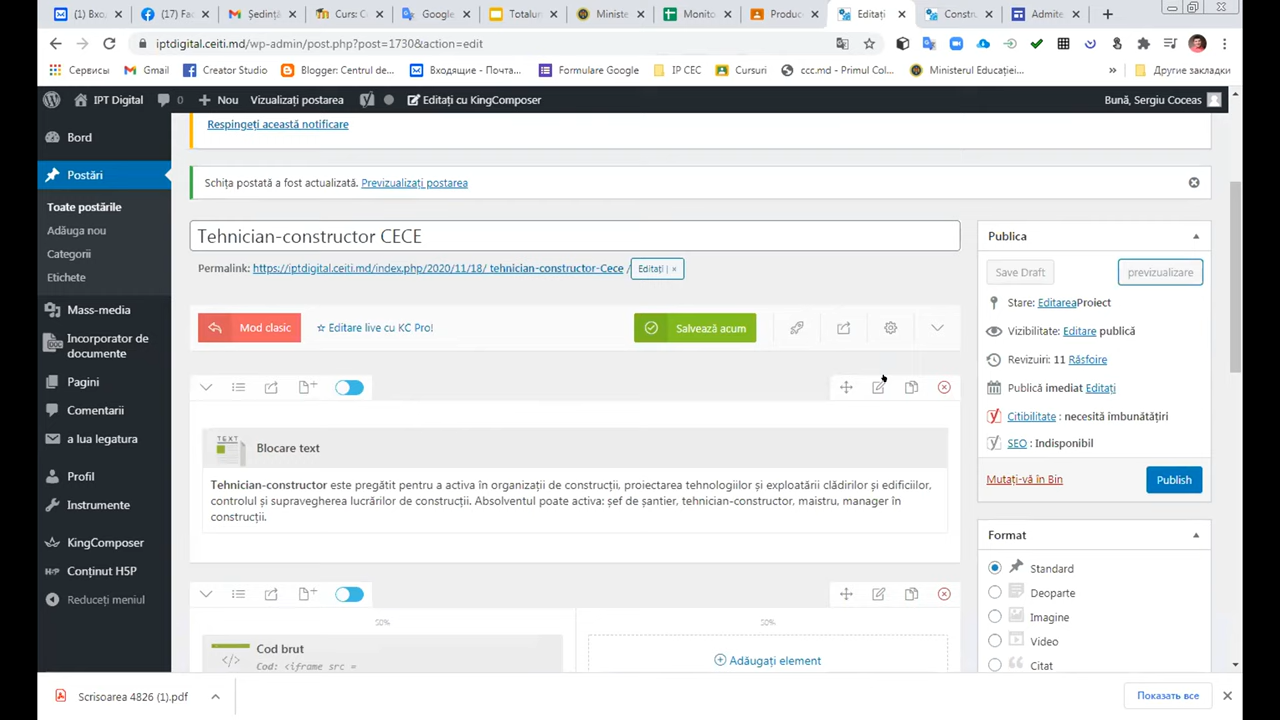 (1) Bxo,
(17) Fa
Ședință
Curs: G
Google
Totalur
Ministe
Monito
Produc
Editați
Constru
Admite
iptdigital.ceiti.md/wp-admin/post.php?post=1730&action=edit
Сервисы
Gmail
Creator Studio
Blogger: Centrul de...
Входящие - Почта...
Formulare Google
IP CEC
Cursuri
ccc.md - Primul Col...
Ministerul Educației...
»
Другие закладки
IPT Digital
0
Nou
Vizualizați postarea
Editați cu KingComposer
Bună, Sergiu Coceas
Bord
Postări
Toate postările
Adăuga nou
Categorii
Etichete
Mass-media
Incorporator de
documente
Pagini
Comentarii
a lua legatura
Profil
Instrumente
KingComposer
Conținut H5P
Reduceți meniul
Respingeți această notificare
Schița postată a fost actualizată. Previzualizați postarea
Tehnician-constructor CECE
Permalink: https://iptdigital.ceiti.md/index.php/2020/11/18/ tehnician-constructor-Cece /
Editați
Mod clasic
Editare live cu KC Pro!
Salvează acum
Blocare text
TEXT
Tehnician-constructor este pregătit pentru a activa în organizații de construcții, proiectarea tehnologiilor și exploatării clădirilor și edificiilor,
controlul și supravegherea lucrărilor de construcții. Absolventul poate activa: șef de șantier, tehnician-constructor, maistru, manager în
construcții.
50%
50%
Cod brut
Cod: <iframe src =
Adăugați element
Publica
Save Draft
previzualizare
Stare: EditareaProiect
Vizibilitate: Editare publică
Revizuiri: 11 Răsfoire
Publică imediat Editați
Citibilitate : necesită îmbunătățiri
SEO : Indisponibil
Mutați-vă în Bin
Publish
Format
Standard
Deoparte
Imagine
Video
Citat
Scrisoarea 4826 (1).pdf
Показать все